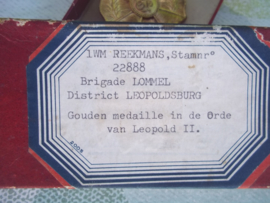 1WM REEKMANS, Stamnr°
22888
Brigade LOMMEL
District LEOPOLDSBURG
Gouden medaille in de Orde
van Leopold II.